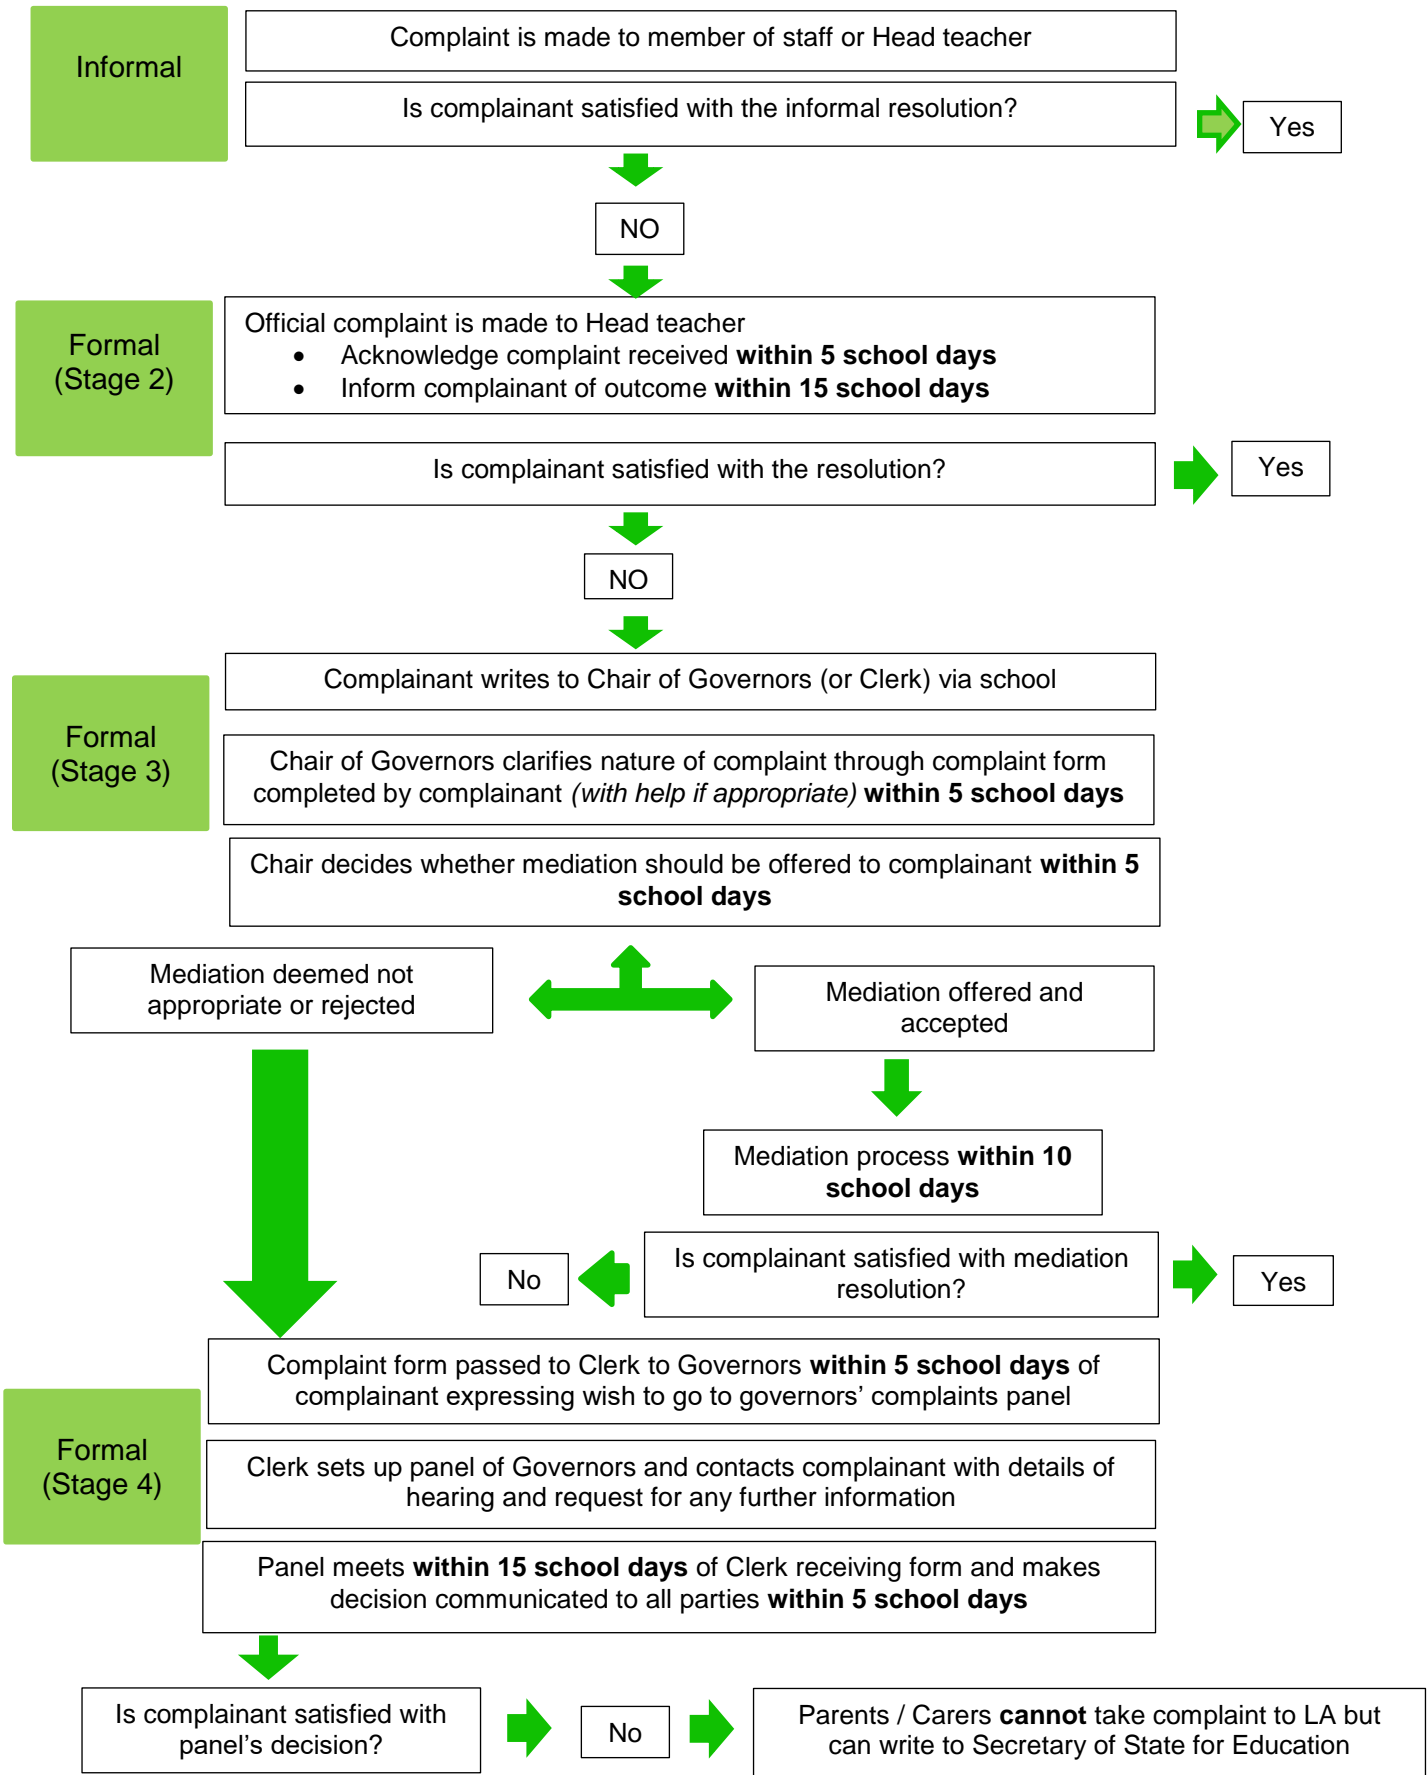 Informal
Complaint is made to member of staff or Head teacher
Is complainant satisfied with the informal resolution?
Yes
NO
Formal
(Stage 2)
Official complaint is made to Head teacher
• Acknowledge complaint received within 5 school days
• Inform complainant of outcome within 15 school days
Is complainant satisfied with the resolution?
Yes
NO
Formal
(Stage 3)
Complainant writes to Chair of Governors (or Clerk) via school
Chair of Governors clarifies nature of complaint through complaint form
completed by complainant (with help if appropriate) within 5 school days
Chair decides whether mediation should be offered to complainant within 5
school days
Mediation deemed not
appropriate or rejected
Mediation offered and
accepted
Mediation process within 10
school days
Is complainant satisfied with mediation
resolution?
No
Yes
Complaint form passed to Clerk to Governors within 5 school days of
complainant expressing wish to go to governors’ complaints panel
Formal
(Stage 4)
Clerk sets up panel of Governors and contacts complainant with details of
hearing and request for any further information
Panel meets within 15 school days of Clerk receiving form and makes
decision communicated to all parties within 5 school days
Is complainant satisfied with
panel’s decision?
No
Parents / Carers cannot take complaint to LA but
can write to Secretary of State for Education